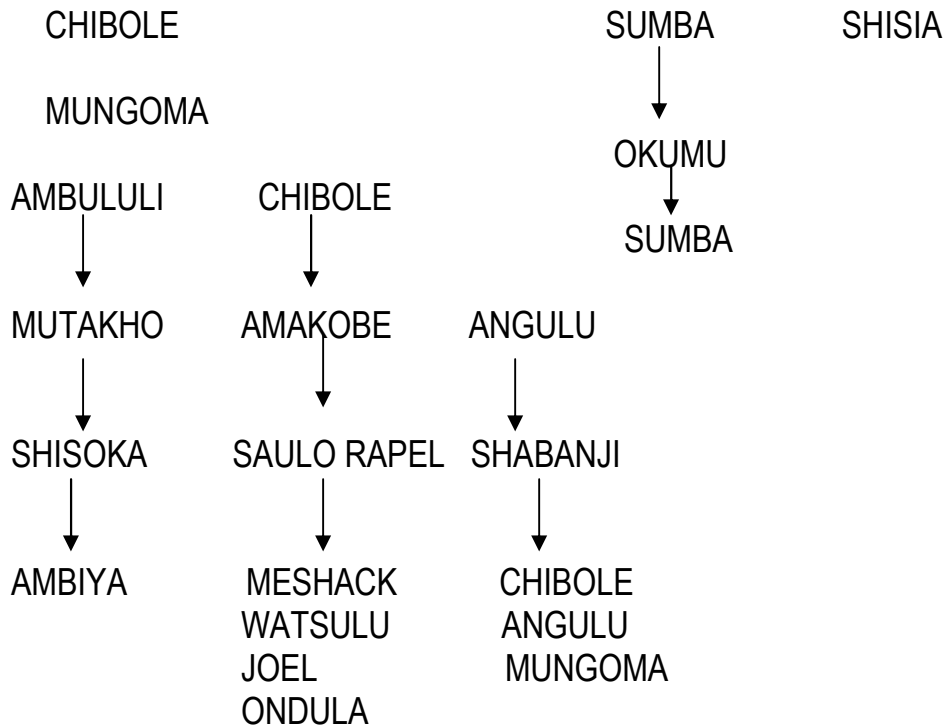 CHIBOLE SUMBA SHISIA
MUNGOMA
OKUMU
AMBULULI CHIBOLE
SUMBA
MUTAKHO AMAKOBE ANGULU
SHISOKA SAULO RAPEL SHABANJI
AMBIYA MESHACK CHIBOLE
WATSULU ANGULU
JOEL MUNGOMA
ONDULA